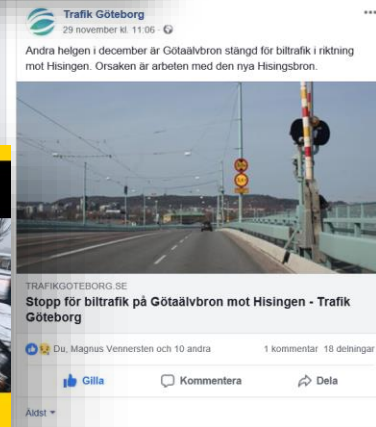 Trafik Göteborg
29 november kl. 11:06 ·
Andra helgen i december är Götaälvbron stängd för biltrafik i riktning
mot Hisingen. Orsaken är arbeten med den nya Hisingsbron.
TRAFIKGOTEBORG.SE
Stopp för biltrafik på Götaälvbron mot Hisingen - Trafik
Göteborg
Du, Magnus Vennersten och 10 andra 1 kommentar 18 delningar
Gilla Kommentera Dela
Äldst